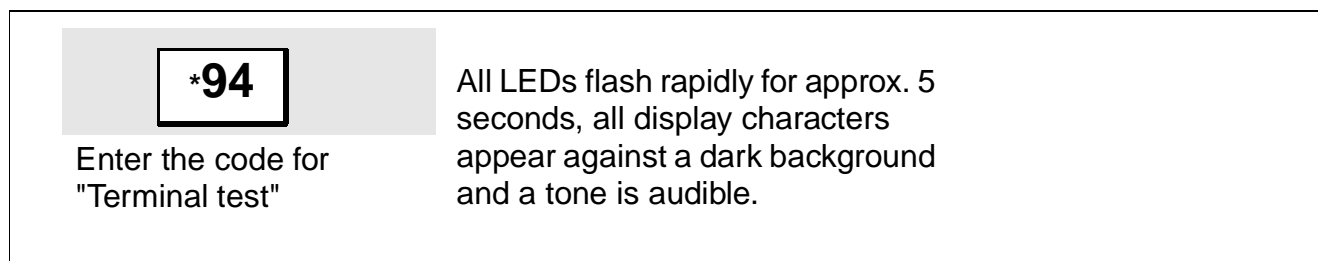 *94
Enter the code for
"Terminal test"
All LEDs flash rapidly for approx. 5
seconds, all display characters
appear against a dark background
and a tone is audible.